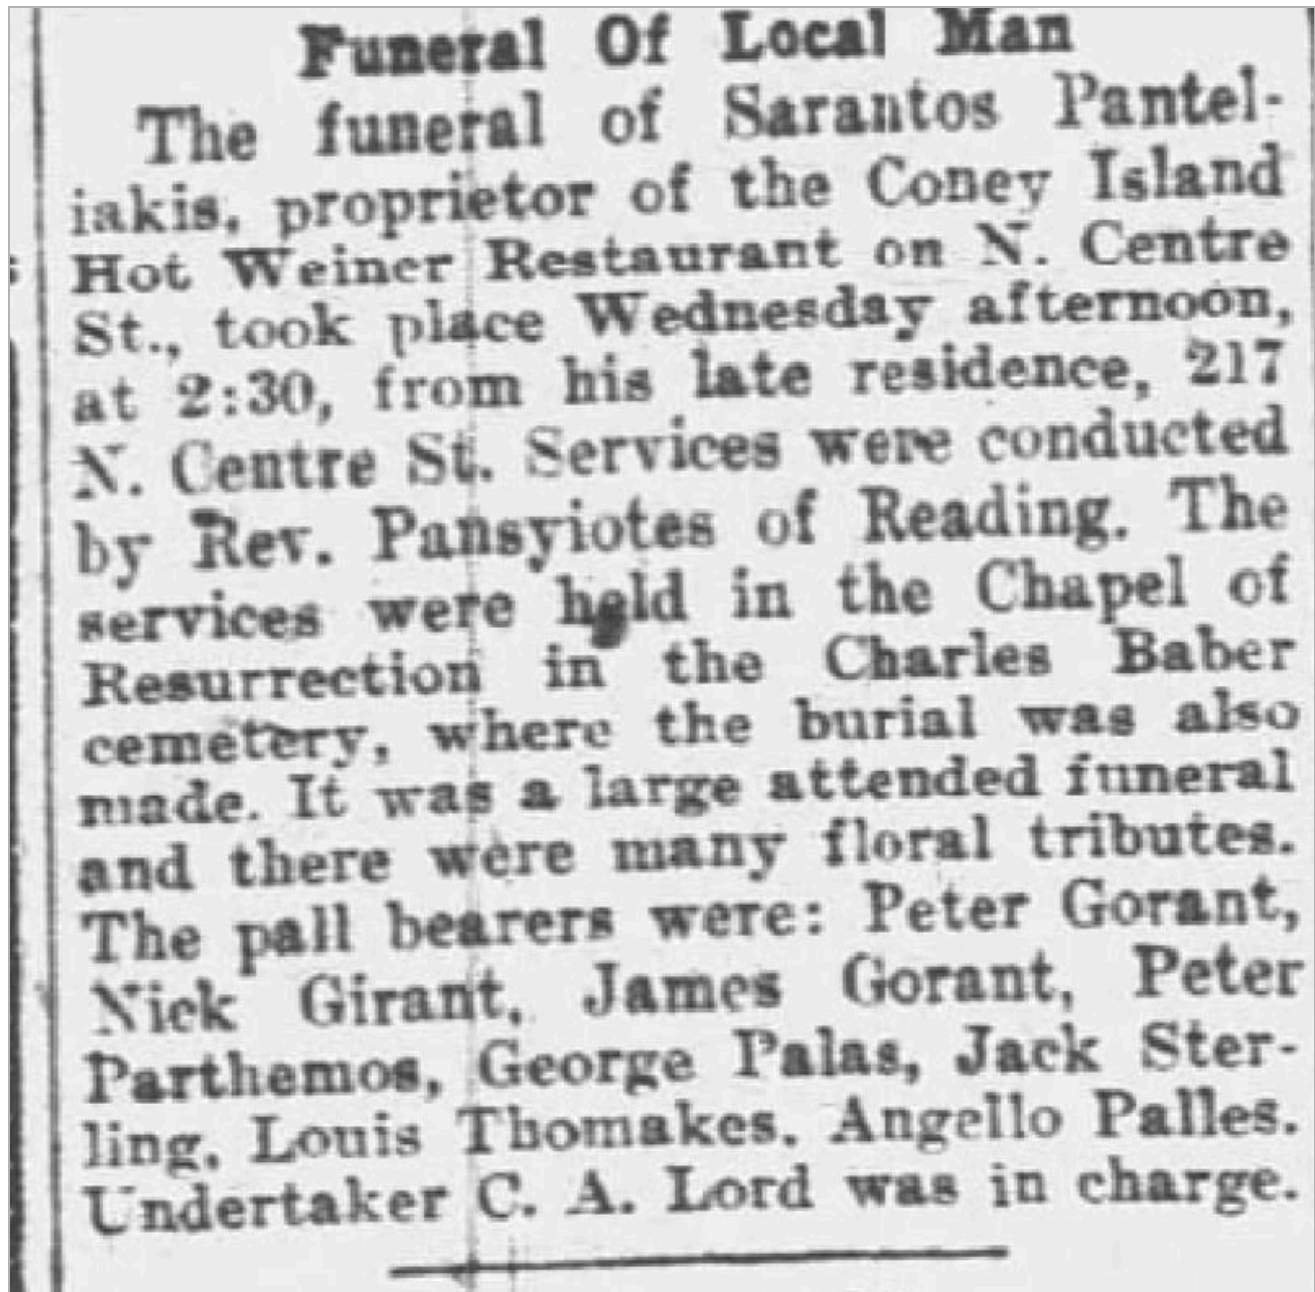 Funeral Of Local Man
The funeral of Sarantos Pantel-
iakis, proprietor of the Coney Island
Hot Weiner Restaurant on N. Centre
St., took place Wednesday afternoon,
at 2:30, from his late residence, 217
N. Centre St. Services were conducted
by Rev. Pansyiotes of Reading. The
services were held in the Chapel of
Resurrection in the Charles Baber
cemetery, where the burial was also
made. It was a large attended funeral
and there were many floral tributes.
The pall bearers were: Peter Gorant,
Nick Girant, James Gorant, Peter
Parthemos, George Palas, Jack Ster-
ling, Louis Thomakes, Angello Palles.
Undertaker C. A. Lord was in charge.